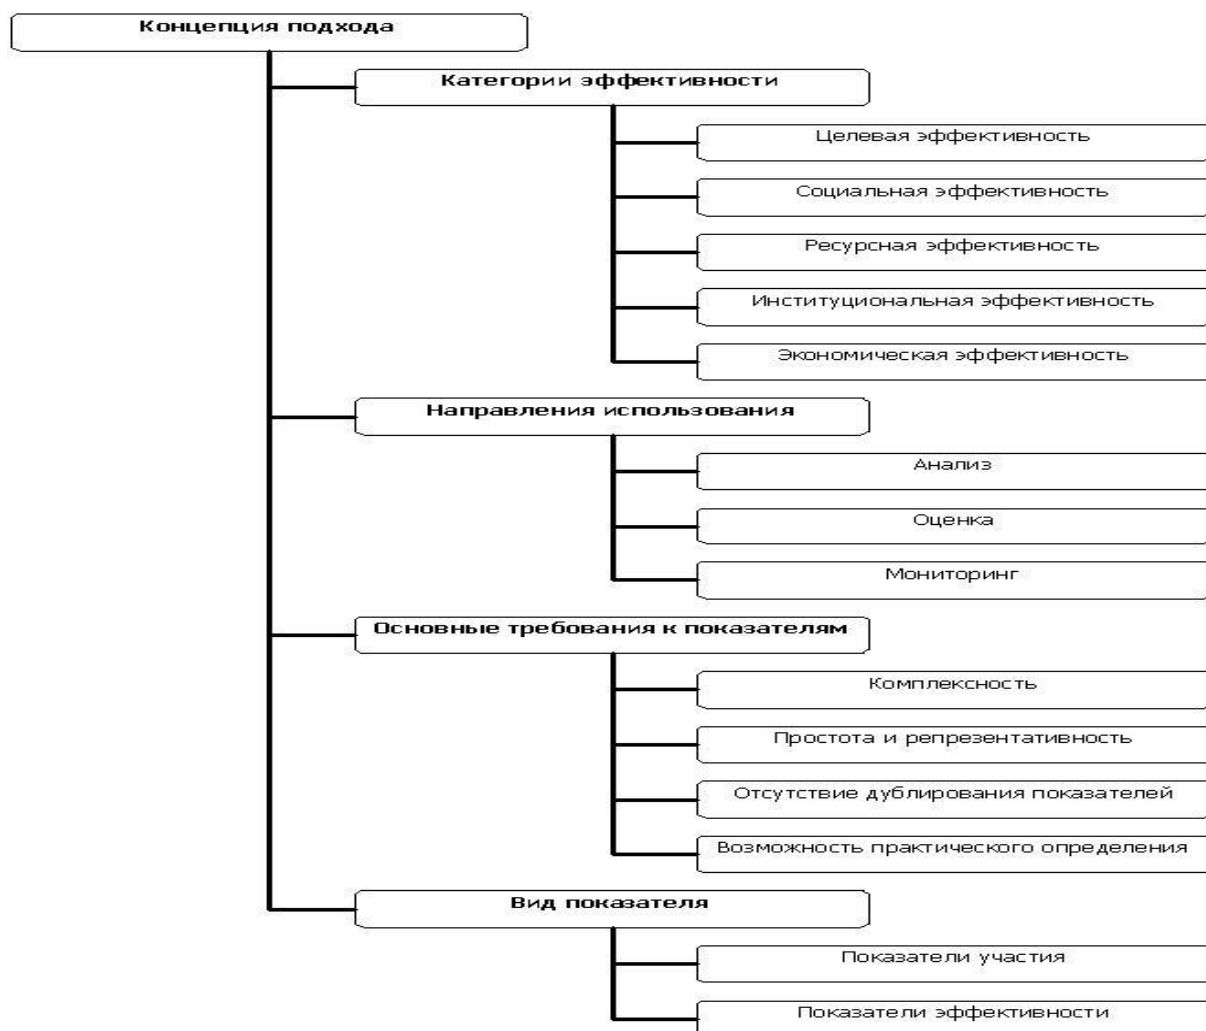 Концепция подхода
Категории эффективности
Целевая эффективность
Социальная эффективность
Ресурсная эффективность
Институциональная эффективность
Экономическая эффективность
Направления использования
Анализ
Оценка
Мониторинг
Основные требования к показателям
Комплексность
Простота и репрезентативность
Отсутствие дублирования показателей
Возможность практического определения
Вид показателя
Показатели участия
Показатели эффективности